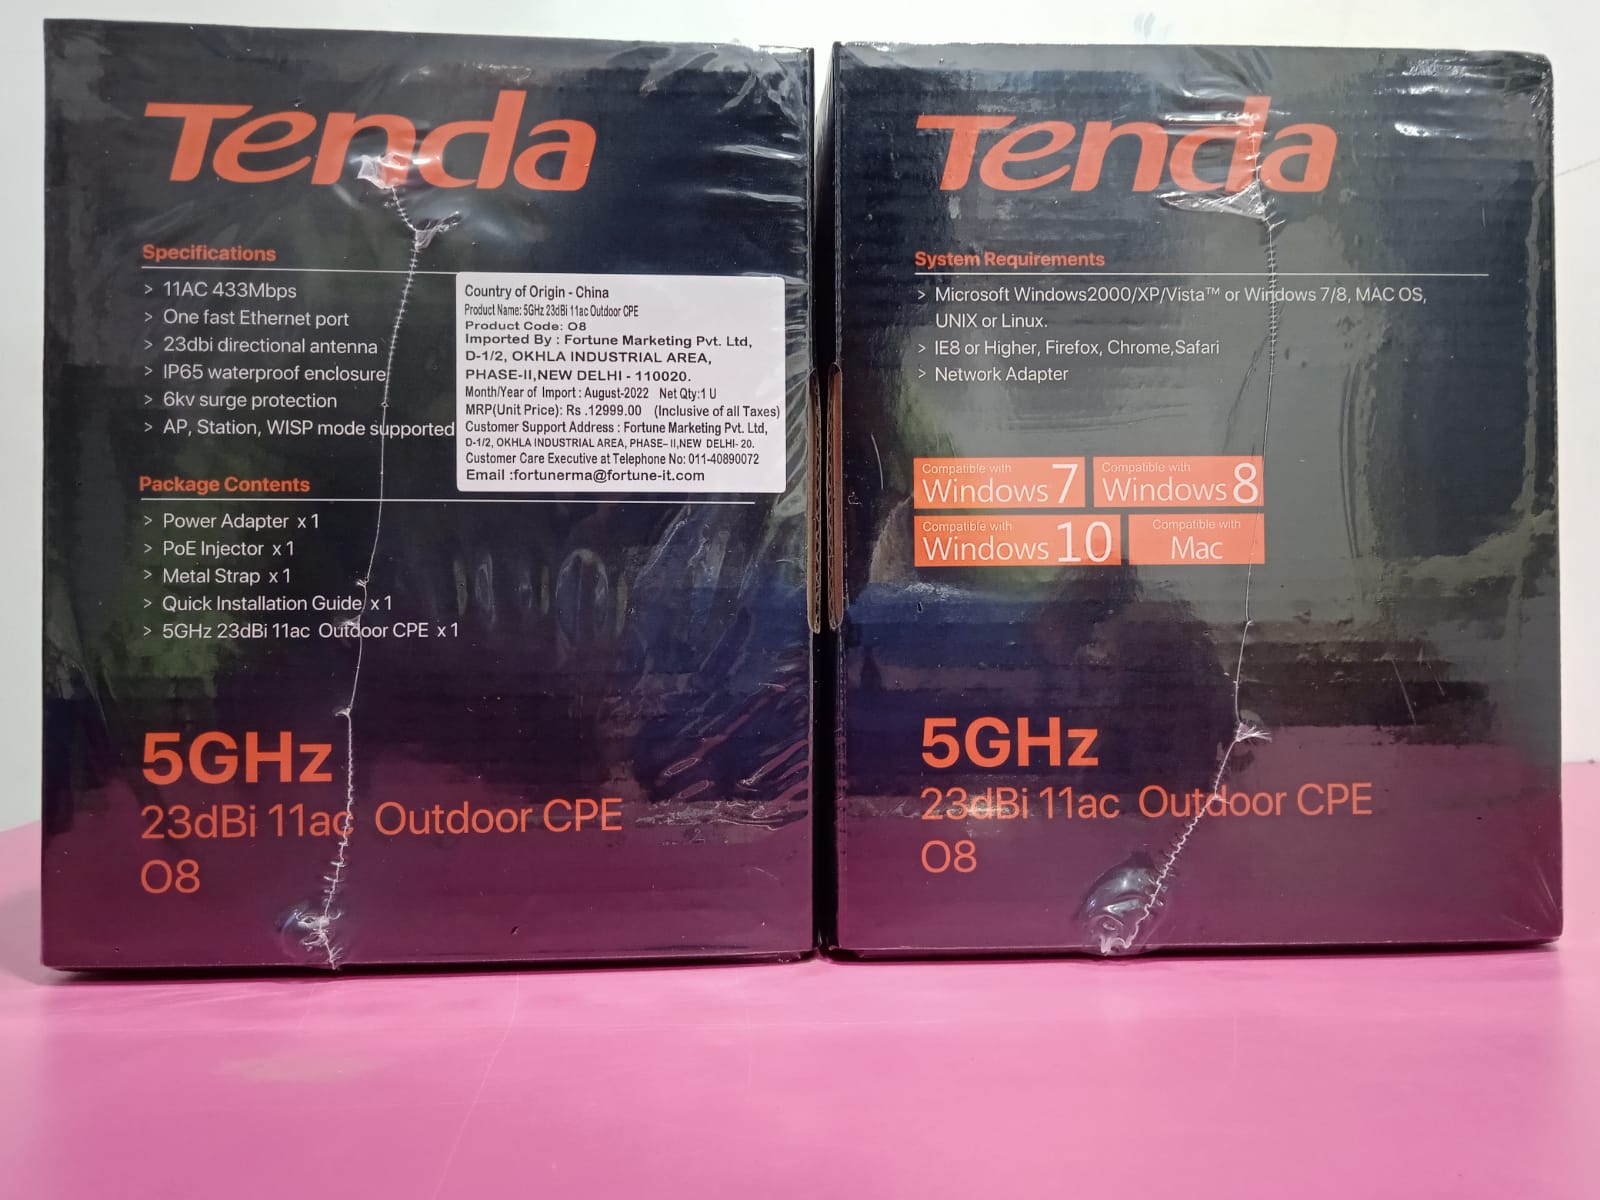 Tenda
Specifications
> 11AC 433Mbps
> One fast Ethernet port
> 23dbi directional antenna
> IP65 waterproof enclosure
> 6kv surge protection
> AP, Station, WISP mode supported
Country of Origin - China
Product Name: 5GHz 23dBi 11ac Outdoor CPE
Product Code: O8
Imported By : Fortune Marketing Pvt. Ltd,
D-1/2, OKHLA INDUSTRIAL AREA,
PHASE-II,NEW DELHI - 110020.
Month/Year of Import : August-2022 Net Qty:1 U
MRP(Unit Price): Rs .12999.00 (Inclusive of all Taxes)
Customer Support Address : Fortune Marketing Pvt. Ltd,
D-1/2, OKHLA INDUSTRIAL AREA, PHASE-II,NEW DELHI-20.
Customer Care Executive at Telephone No: 011-40890072
Email :fortunerma@fortune-it.com
Package Contents
> Power Adapter x 1
> PoE Injector x 1
> Metal Strap x 1
> Quick Installation Guide x 1
> 5GHz 23dBi 11ac Outdoor CPE x 1
5GHz
23dBi 11ac Outdoor CPE
O8
Tenda
System Requirements
> Microsoft Windows2000/XP/Vista™ or Windows 7/8, MAC OS,
UNIX or Linux.
> IE8 or Higher, Firefox, Chrome,Safari
> Network Adapter
Compatible with
Windows 7
Compatible with
Windows 8
Compatible with
Windows 10
Compatible with
Mac
5GHz
23dBi 11ac Outdoor CPE
O8